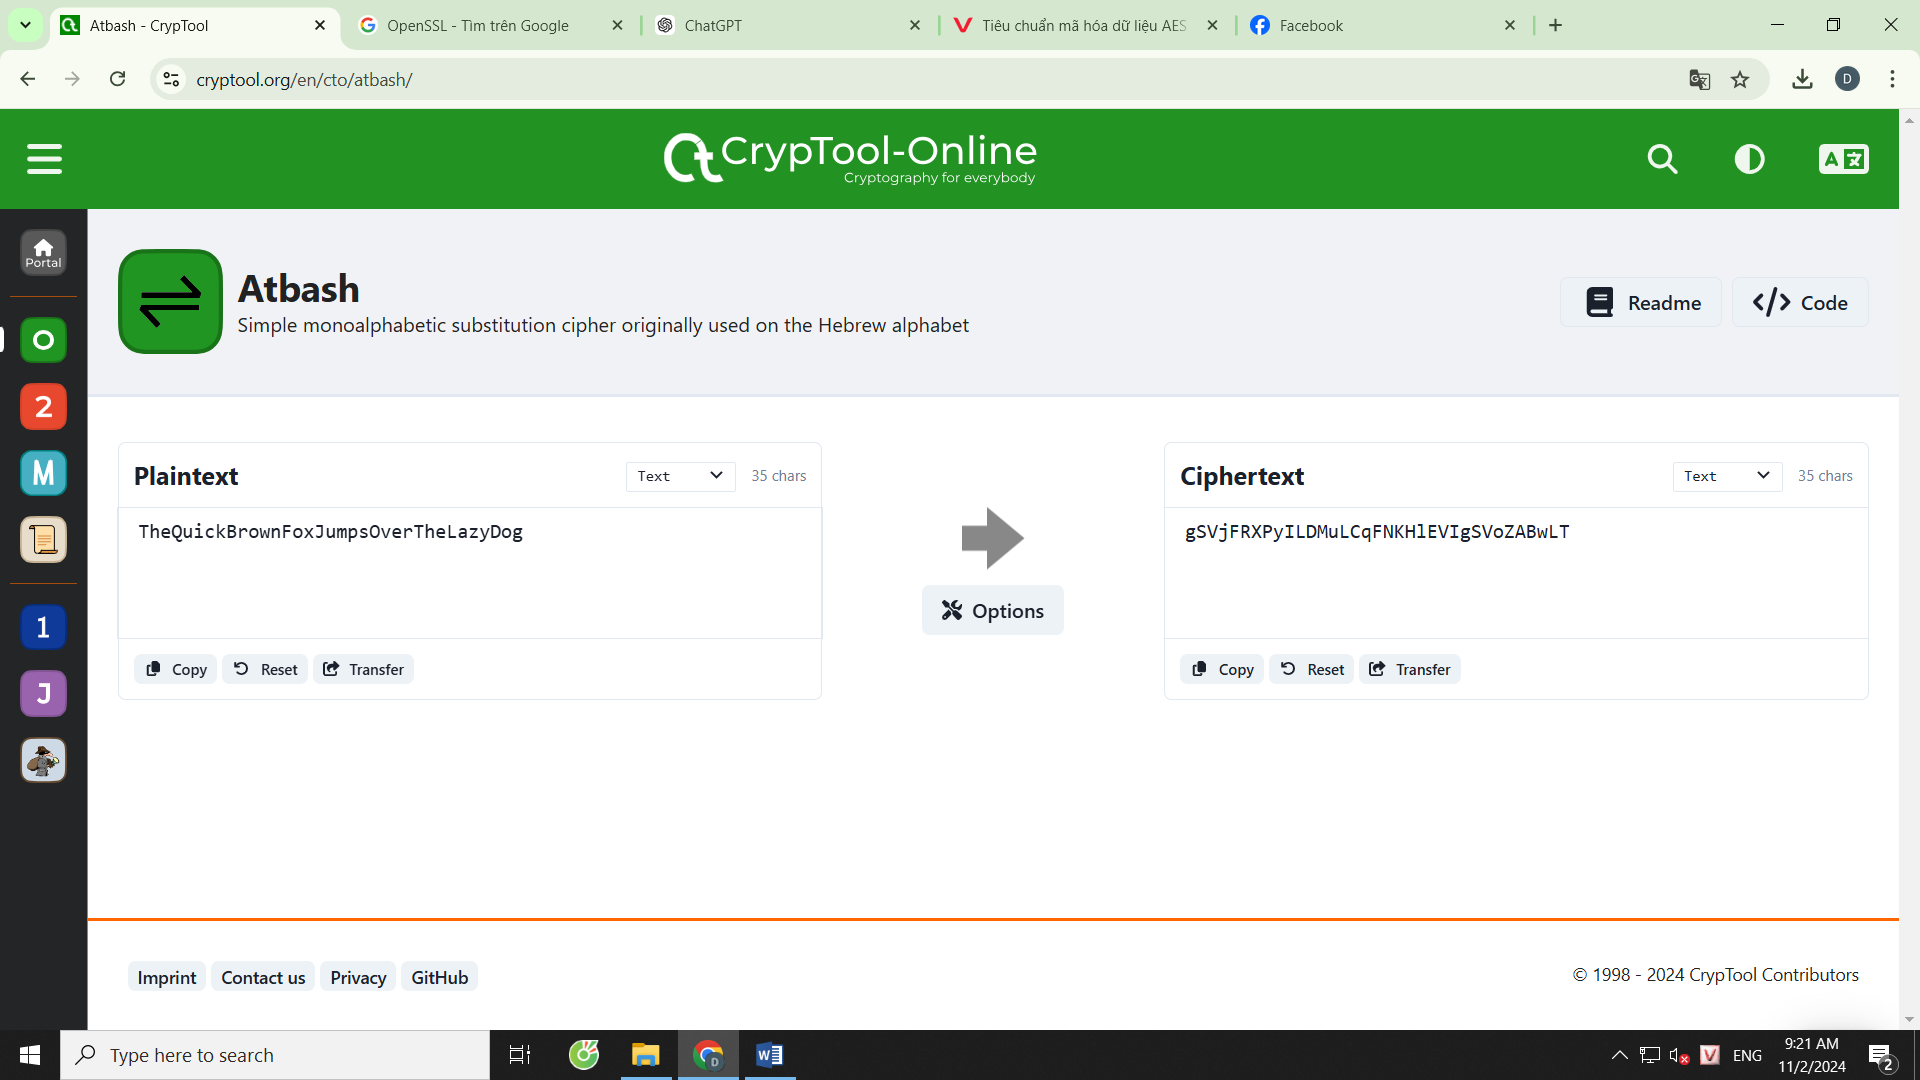 Atbash - CrypTool
OpenSSL - Tìm trên Google
ChatGPT
Tiêu chuẩn mã hóa dữ liệu AES
Facebook
cryptool.org/en/cto/atbash/
D
CrypTool-Online
Cryptography for everybody
A
Portal
Atbash
Simple monoalphabetic substitution cipher originally used on the Hebrew alphabet
Readme
Code
O
2
M
1
J
Plaintext
Text
35 chars
TheQuickBrownFoxJumpsOverTheLazyDog
Copy
Reset
Transfer
Options
Ciphertext
Text
35 chars
gSVjFRXPyILDMuLCqFNKHlEVIgSVoZABwLT
Copy
Reset
Transfer
Imprint
Contact us
Privacy
GitHub
© 1998 - 2024 CrypTool Contributors
Type here to search
D
W
V
ENG
9:21 AM
11/2/2024
2